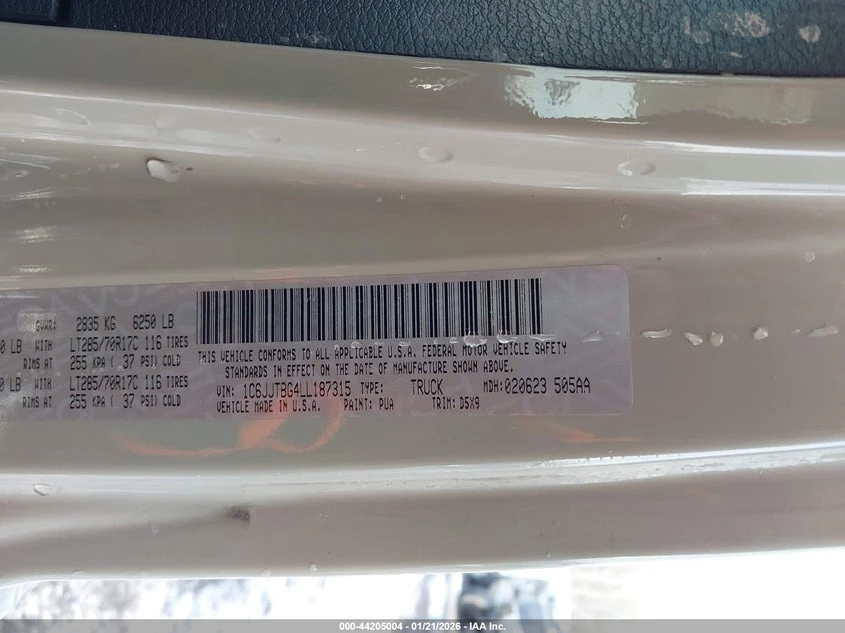 GVWR: 2835 KG 6250 LB
LB WITH LT285/70R17C 116 TIRES
RIMS AT 255 KPA ( 37 PSI) COLD
LB WITH LT285/70R17C 116 TIRES
RIMS AT 255 KPA ( 37 PSI) COLD
THIS VEHICLE CONFORMS TO ALL APPLICABLE U.S.A. FEDERAL MOTOR VEHICLE SAFETY
STANDARDS IN EFFECT ON THE DATE OF MANUFACTURE SHOWN ABOVE.
VIN: 1C6JJTBG4LL187315 TYPE: TRUCK MDH: 020623 505AA
VEHICLE MADE IN U.S.A. PAINT: PUA TRIM: D5X9
000-44205004 - 01/21/2026 - IAA Inc.